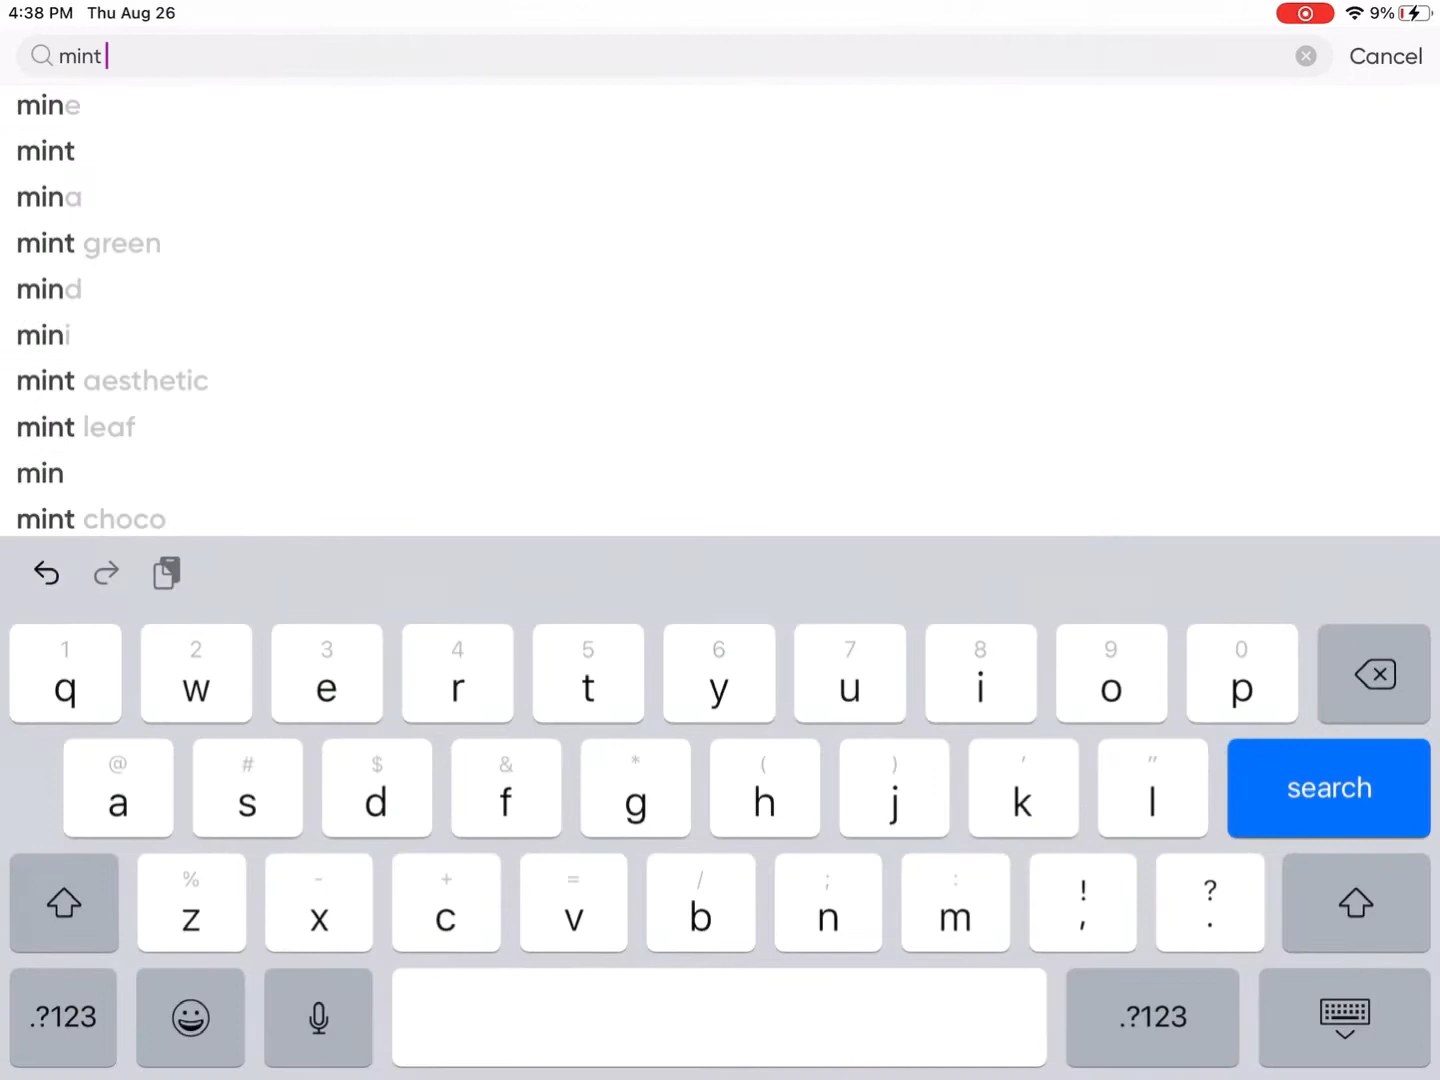 4:38 PM Thu Aug 26 9%
mint Cancel
mine
mint
mina
mint green
mind
mini
mint aesthetic
mint leaf
min
mint choco
1 2 3 4 5 6 7 8 9 0
q w e r t y u i o p
@ # $ & * ( ) ' "
a s d f g h j k l search
% - + = / ; : ! ?
z x c v b n m , .
.?123 .?123